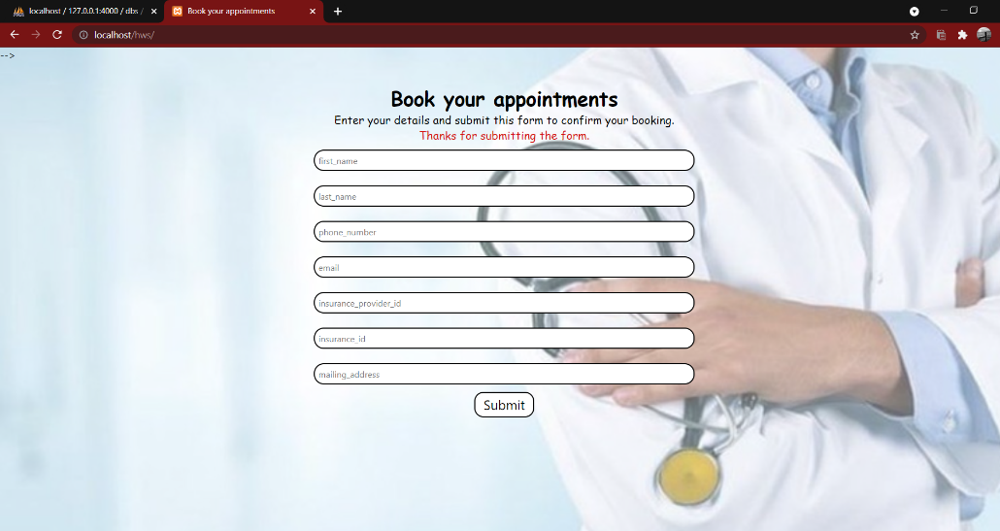 localhost / 127.0.0.1:4000 / dbs /
Book your appointments
localhost/hws/
-->
Book your appointments
Enter your details and submit this form to confirm your booking.
Thanks for submitting the form.
first_name
last_name
phone_number
email
insurance_provider_id
insurance_id
mailing_address
Submit